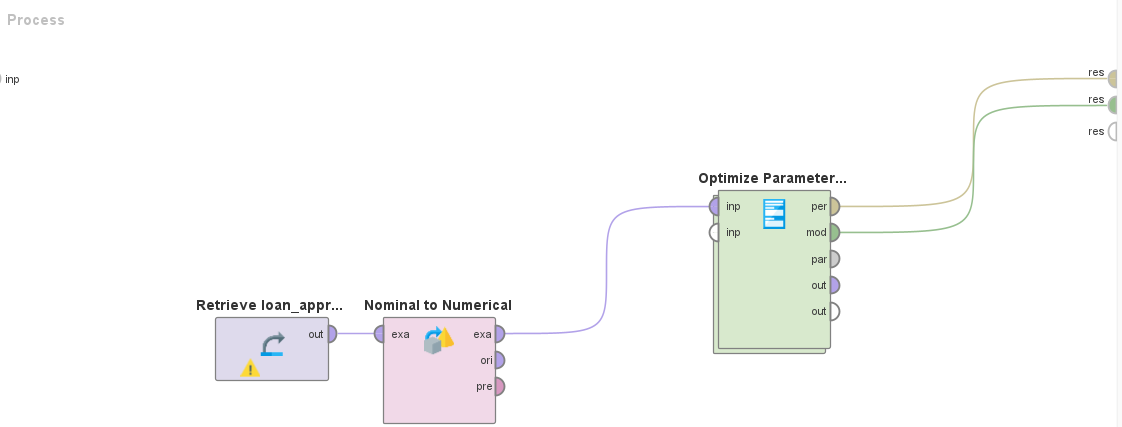 Process
inp
res
res
res
Optimize Parameter...
inp per
inp mod
par
out
out
Retrieve loan_appr...
out
Nominal to Numerical
exa exa
ori
pre